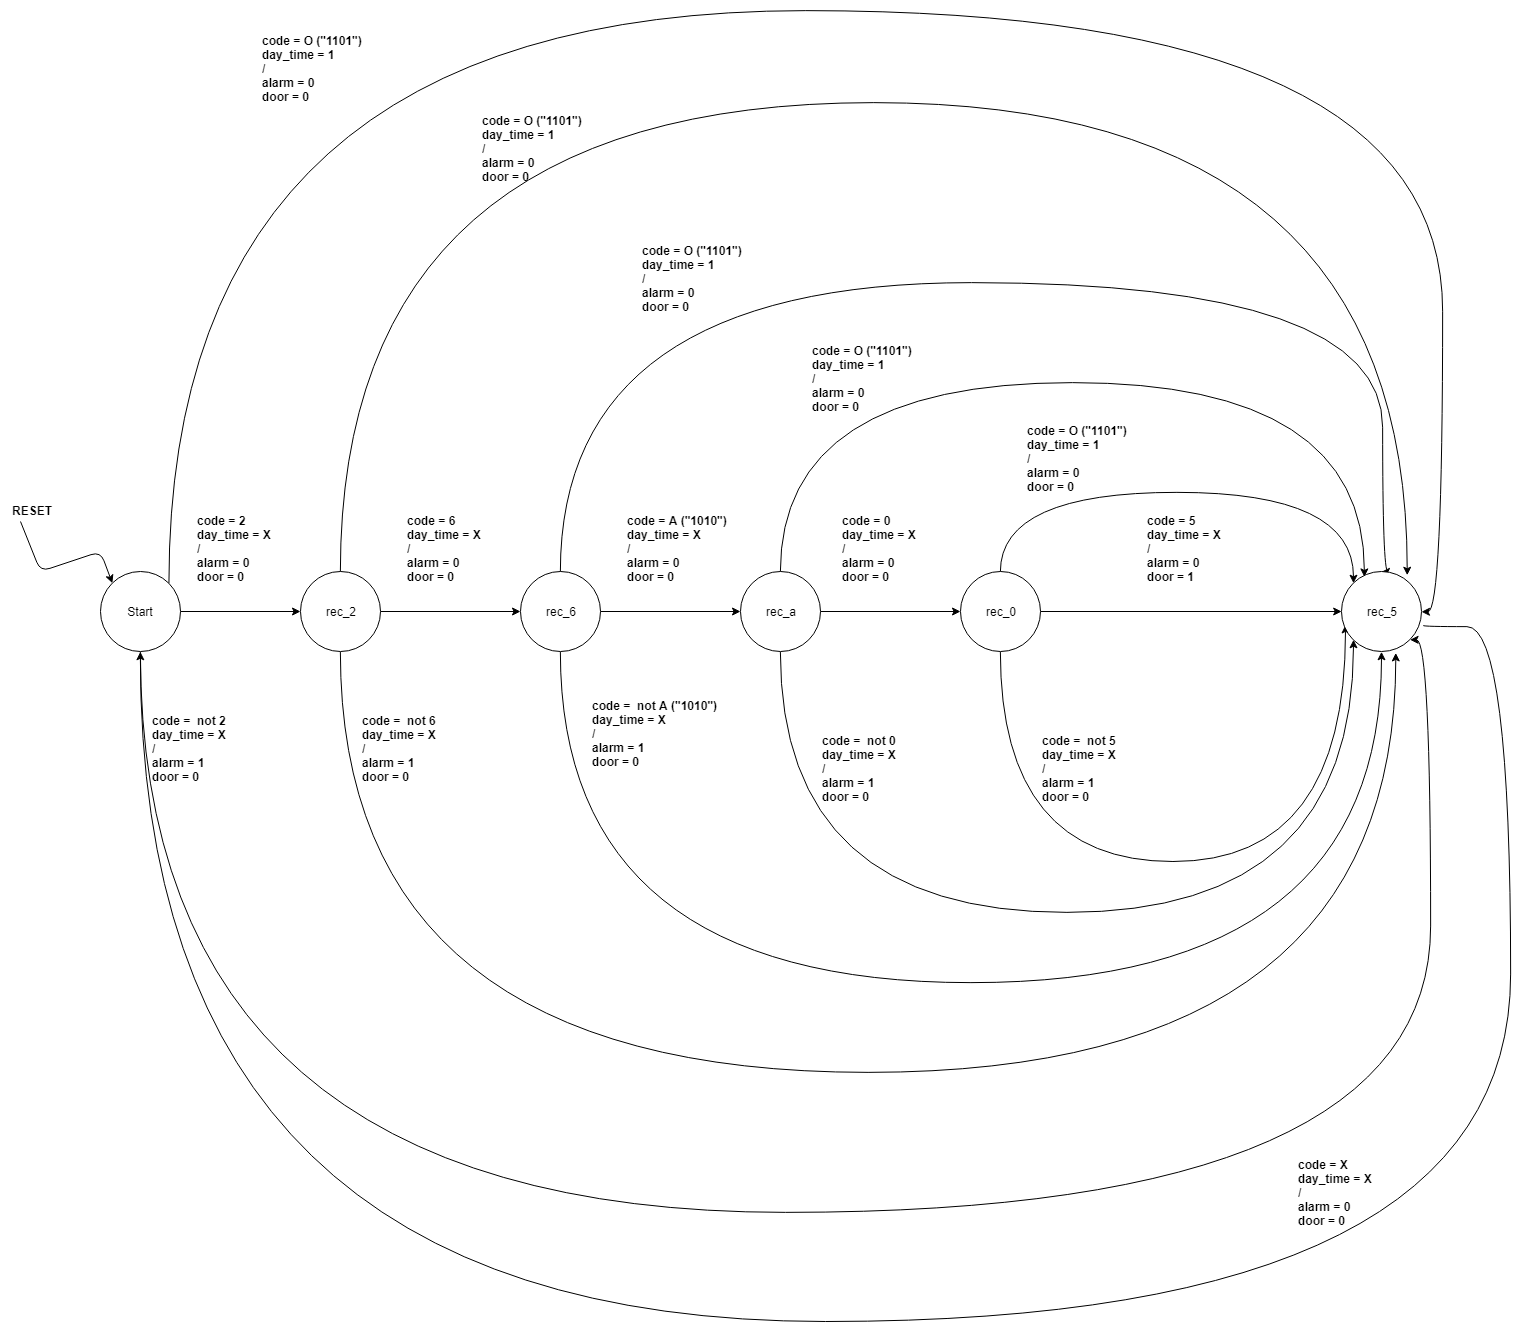 code = O ("1101")
day_time = 1
/
alarm = 0
door = 0
code = O ("1101")
day_time = 1
/
alarm = 0
door = 0
code = O ("1101")
day_time = 1
/
alarm = 0
door = 0
code = O ("1101")
day_time = 1
/
alarm = 0
door = 0
code = O ("1101")
day_time = 1
/
alarm = 0
door = 0
RESET
code = 2
day_time = X
/
alarm = 0
door = 0
code = 6
day_time = X
/
alarm = 0
door = 0
code = A ("1010")
day_time = X
/
alarm = 0
door = 0
code = 0
day_time = X
/
alarm = 0
door = 0
code = 5
day_time = X
/
alarm = 0
door = 1
Start
rec_2
rec_6
rec_a
rec_0
rec_5
code = not 2
day_time = X
/
alarm = 1
door = 0
code = not 6
day_time = X
/
alarm = 1
door = 0
code = not A ("1010")
day_time = X
/
alarm = 1
door = 0
code = not 0
day_time = X
/
alarm = 1
door = 0
code = not 5
day_time = X
/
alarm = 1
door = 0
code = X
day_time = X
/
alarm = 0
door = 0